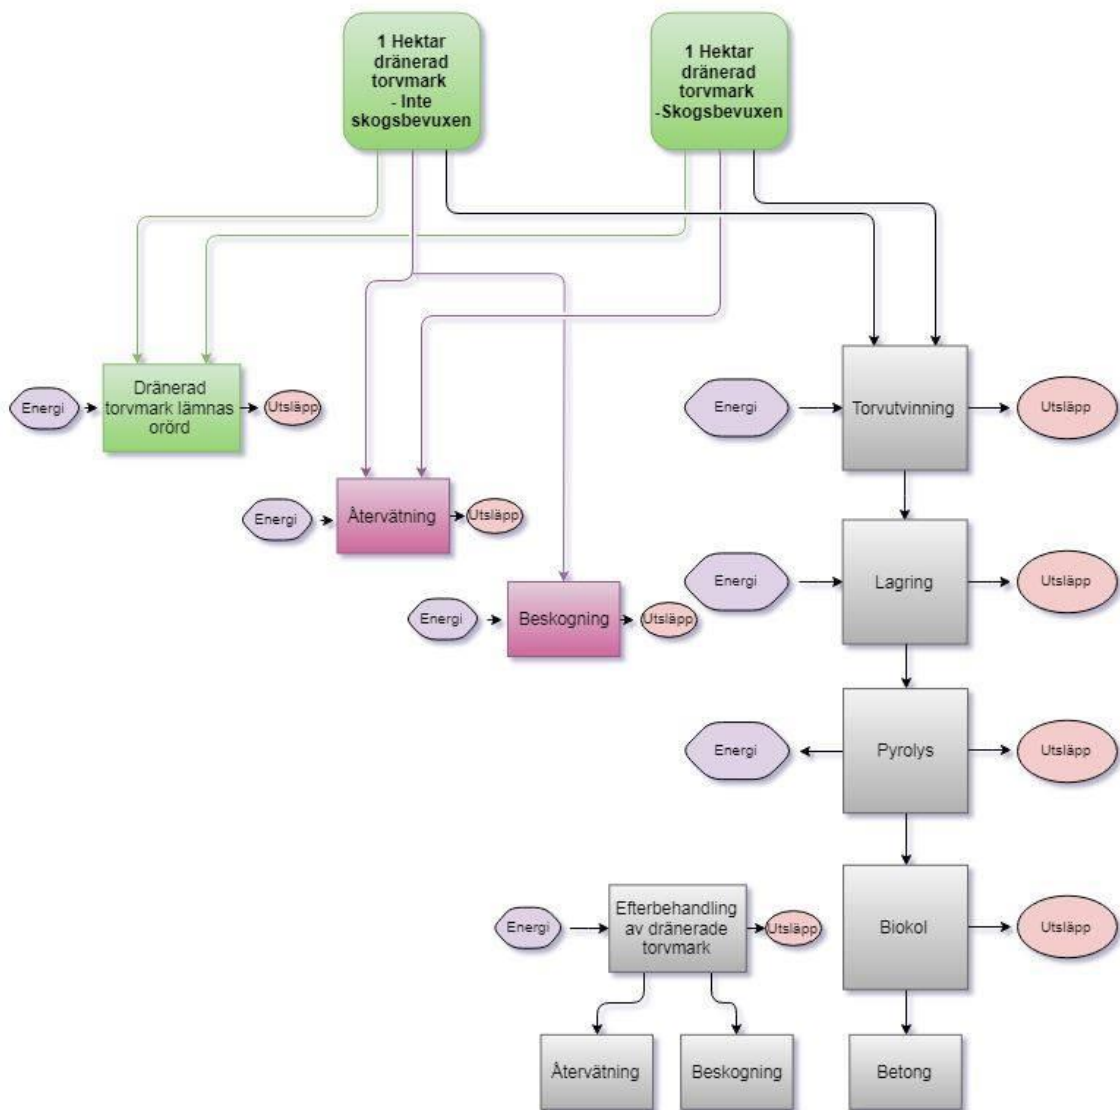 1 Hektar
dränerad
torvmark
- Inte
skogsbevuxen
1 Hektar
dränerad
torvmark
-Skogsbevuxen
Energi
Dränerad
torvmark lämnas
orörd
Utsläpp
Energi
Torvutvinning
Utsläpp
Energi
Återvätning
Utsläpp
Energi
Lagring
Utsläpp
Energi
Beskogning
Utsläpp
Energi
Pyrolys
Utsläpp
Energi
Efterbehandling
av dränerade
torvmark
Utsläpp
Biokol
Utsläpp
Återvätning
Beskogning
Betong